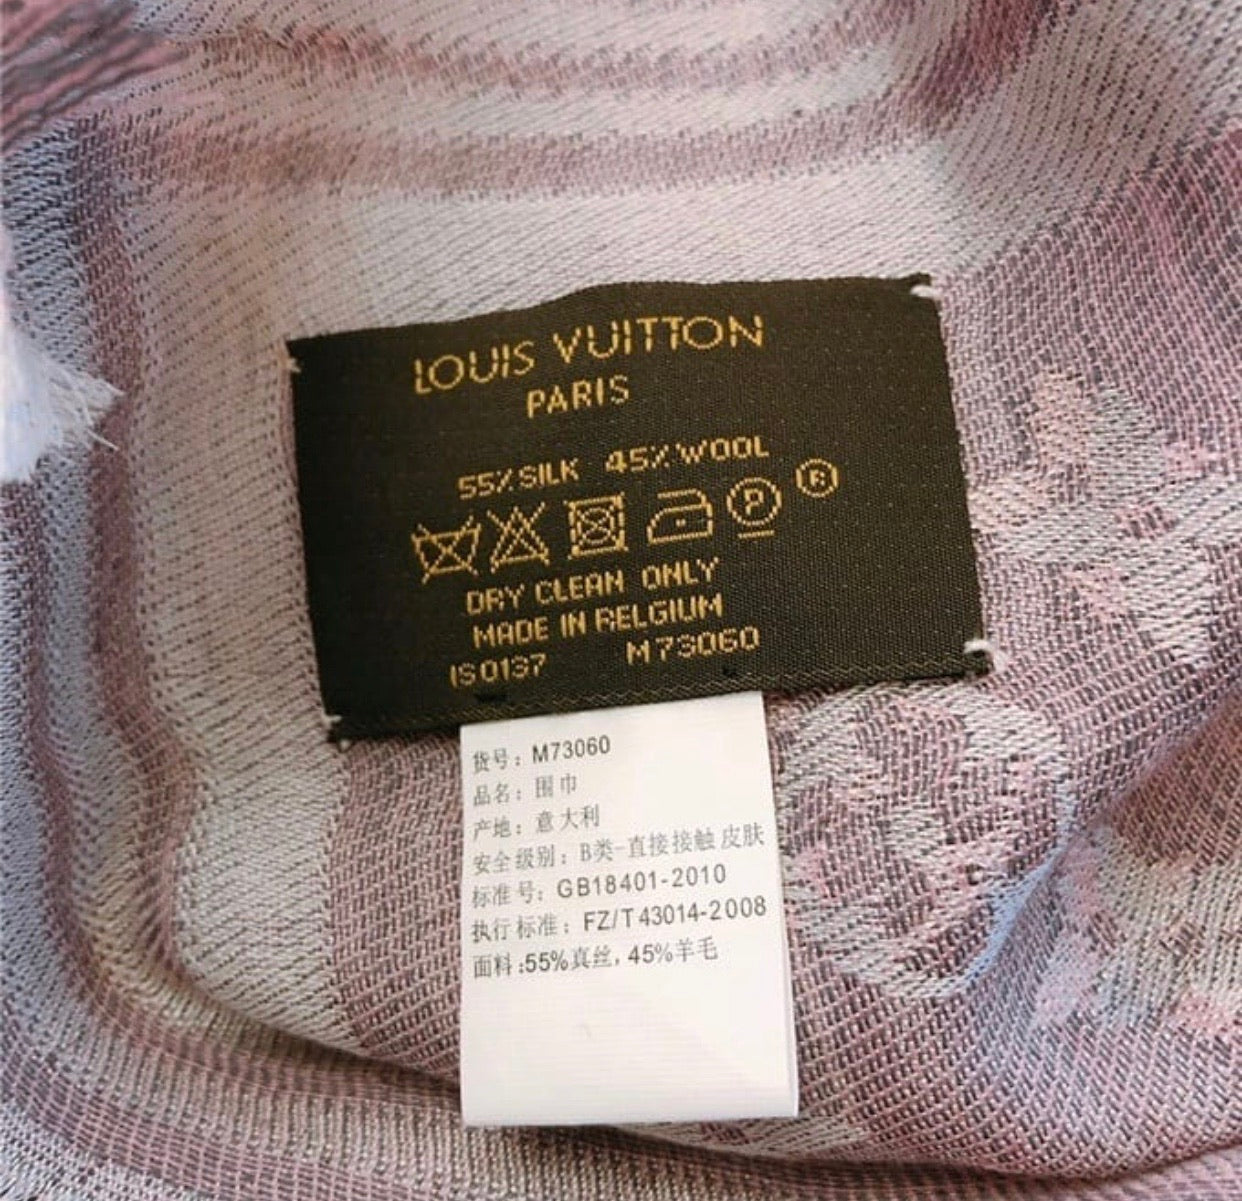 LOUIS VUITTON
PARIS
55% SILK 45% WOOL
P ®
DRY CLEAN ONLY
MADE IN BELGIUM
IS0137 M73060
货号：M73060
品名：围巾
产地：意大利
安全级别：B类-直接接触皮肤
标准号：GB18401-2010
执行标准：FZ/T 43014-2008
面料:55%真丝，45%羊毛